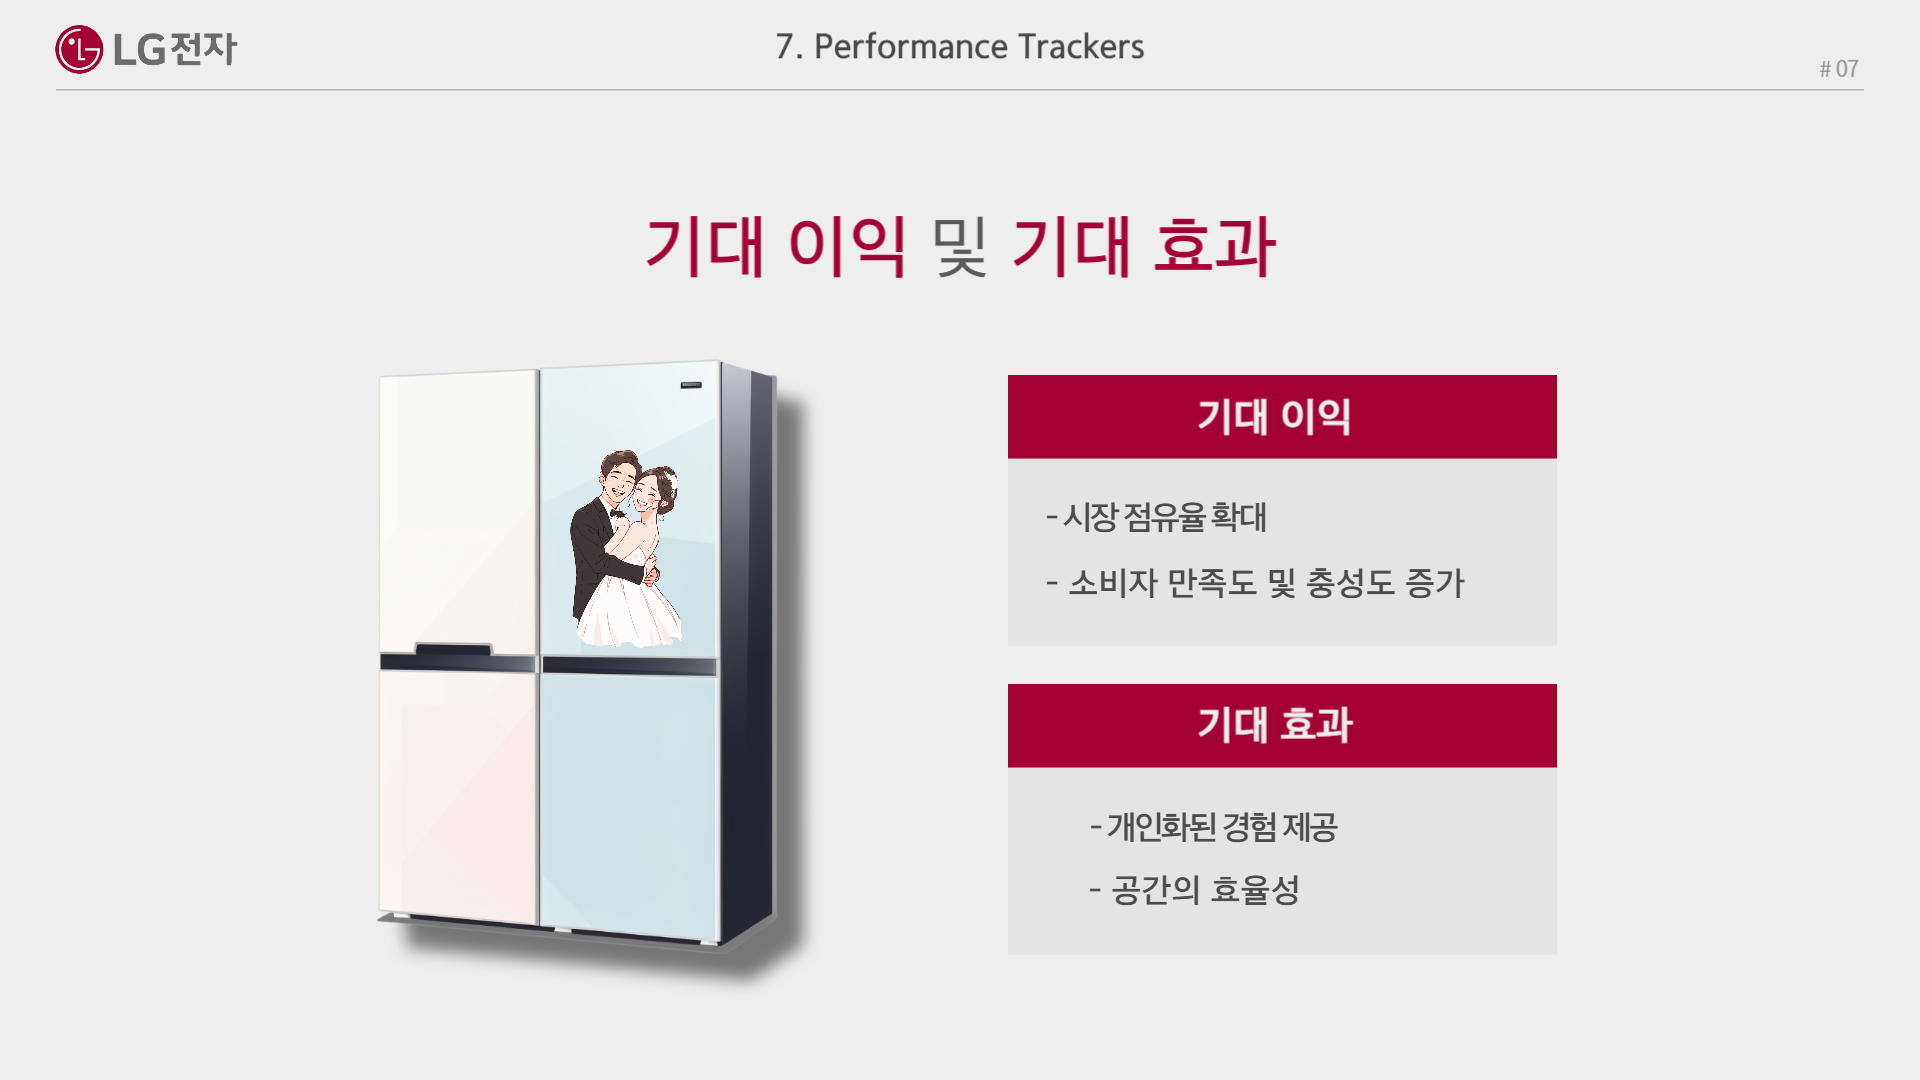 LG전자
7. Performance Trackers
# 07
기대 이익 및 기대 효과
기대 이익
- 시장 점유율 확대
- 소비자 만족도 및 충성도 증가
기대 효과
- 개인화된 경험 제공
- 공간의 효율성